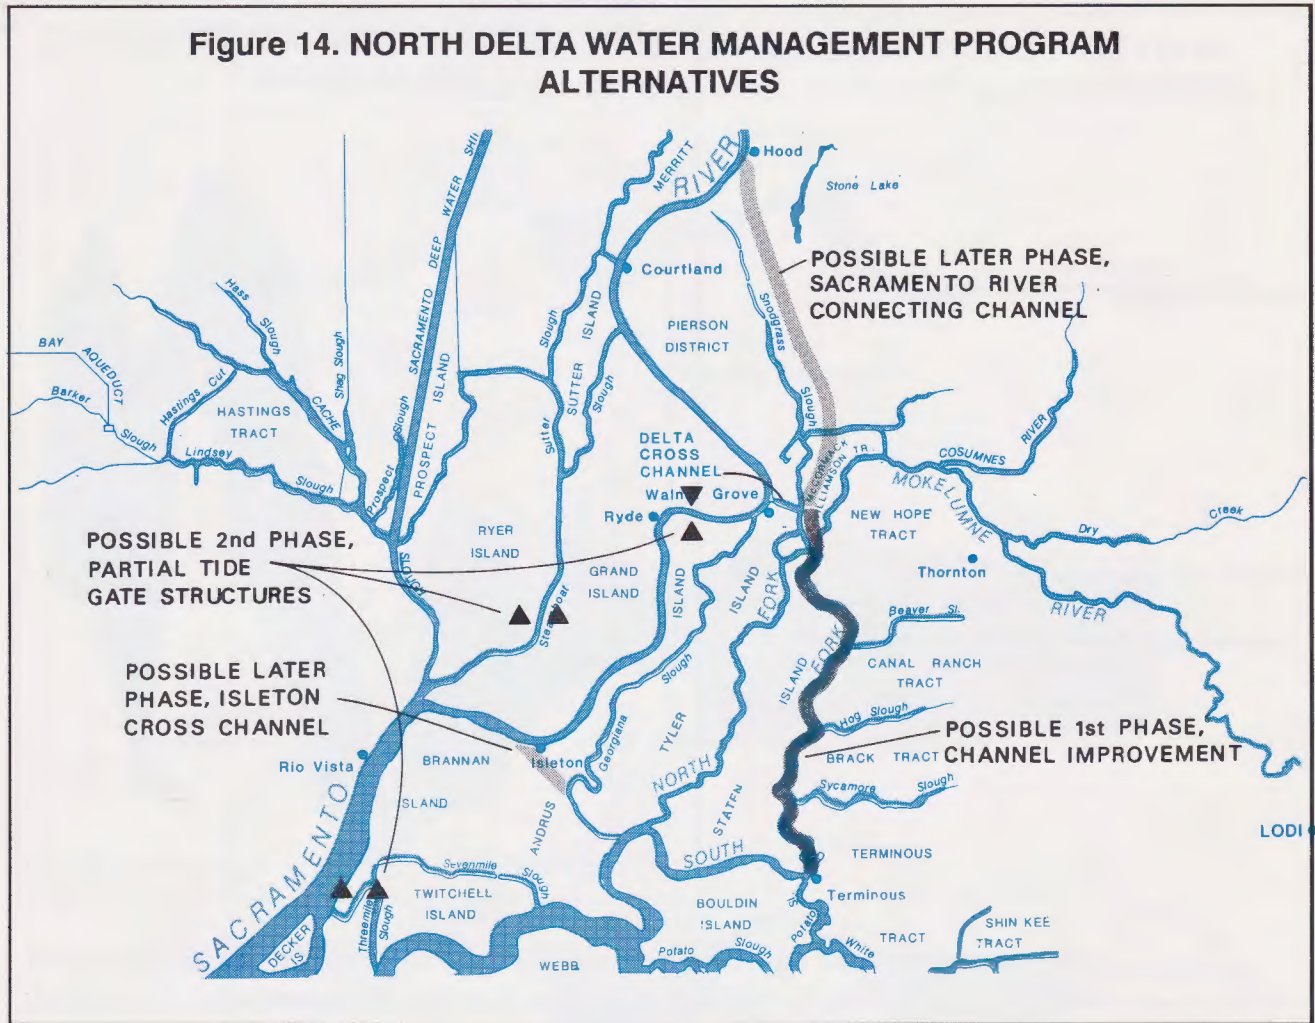 Figure 14. NORTH DELTA WATER MANAGEMENT PROGRAM
ALTERNATIVES
SACRAMENTO DEEP WATER SHI
MERRITT
RIVER
Hood
Stone Lake
POSSIBLE LATER PHASE,
SACRAMENTO RIVER
CONNECTING CHANNEL
Courtland
PIERSON
DISTRICT
Snodgrass
Slough
Hass
Slough
Shag Slough
CACHE
BAY
AQUEDUCT
Barker
Slough
Hastings Cut
HASTINGS
TRACT
Lindsey
Slough
Prospect Slough
PROSPECT ISLAND
Slough
SUTTER ISLAND
Slough
Sutter
DELTA
CROSS
CHANNEL
Walnut Grove
Ryde
McCORMACK
WILLIAMSON TR.
COSUMNES
RIVER
MOKELUMNE
RIVER
NEW HOPE
TRACT
Dry
Creek
Thornton
RYER
ISLAND
GRAND
ISLAND
Steamboat
POSSIBLE 2nd PHASE,
PARTIAL TIDE
GATE STRUCTURES
ISLAND
Slough
ISLAND
FORK
Beaver Sl.
CANAL RANCH
TRACT
ISLAND
FORK
Hog Slough
POSSIBLE LATER
PHASE, ISLETON
CROSS CHANNEL
POSSIBLE 1st PHASE,
CHANNEL IMPROVEMENT
BRACK TRACT
Rio Vista
BRANNAN
ISLAND
Isleton
Georgiana
TYLER
NORTH
STATEN
Sycamore Slough
LODI
ANDRUS
SACRAMENTO
Sevenmile
Slough
SOUTH
TERMINOUS
Terminous
TRACT
TWITCHELL
ISLAND
Threemile
Slough
BOULDIN
ISLAND
Potato
White
SHIN KEE
TRACT
DECKER
IS
WEBB
Potato Slough